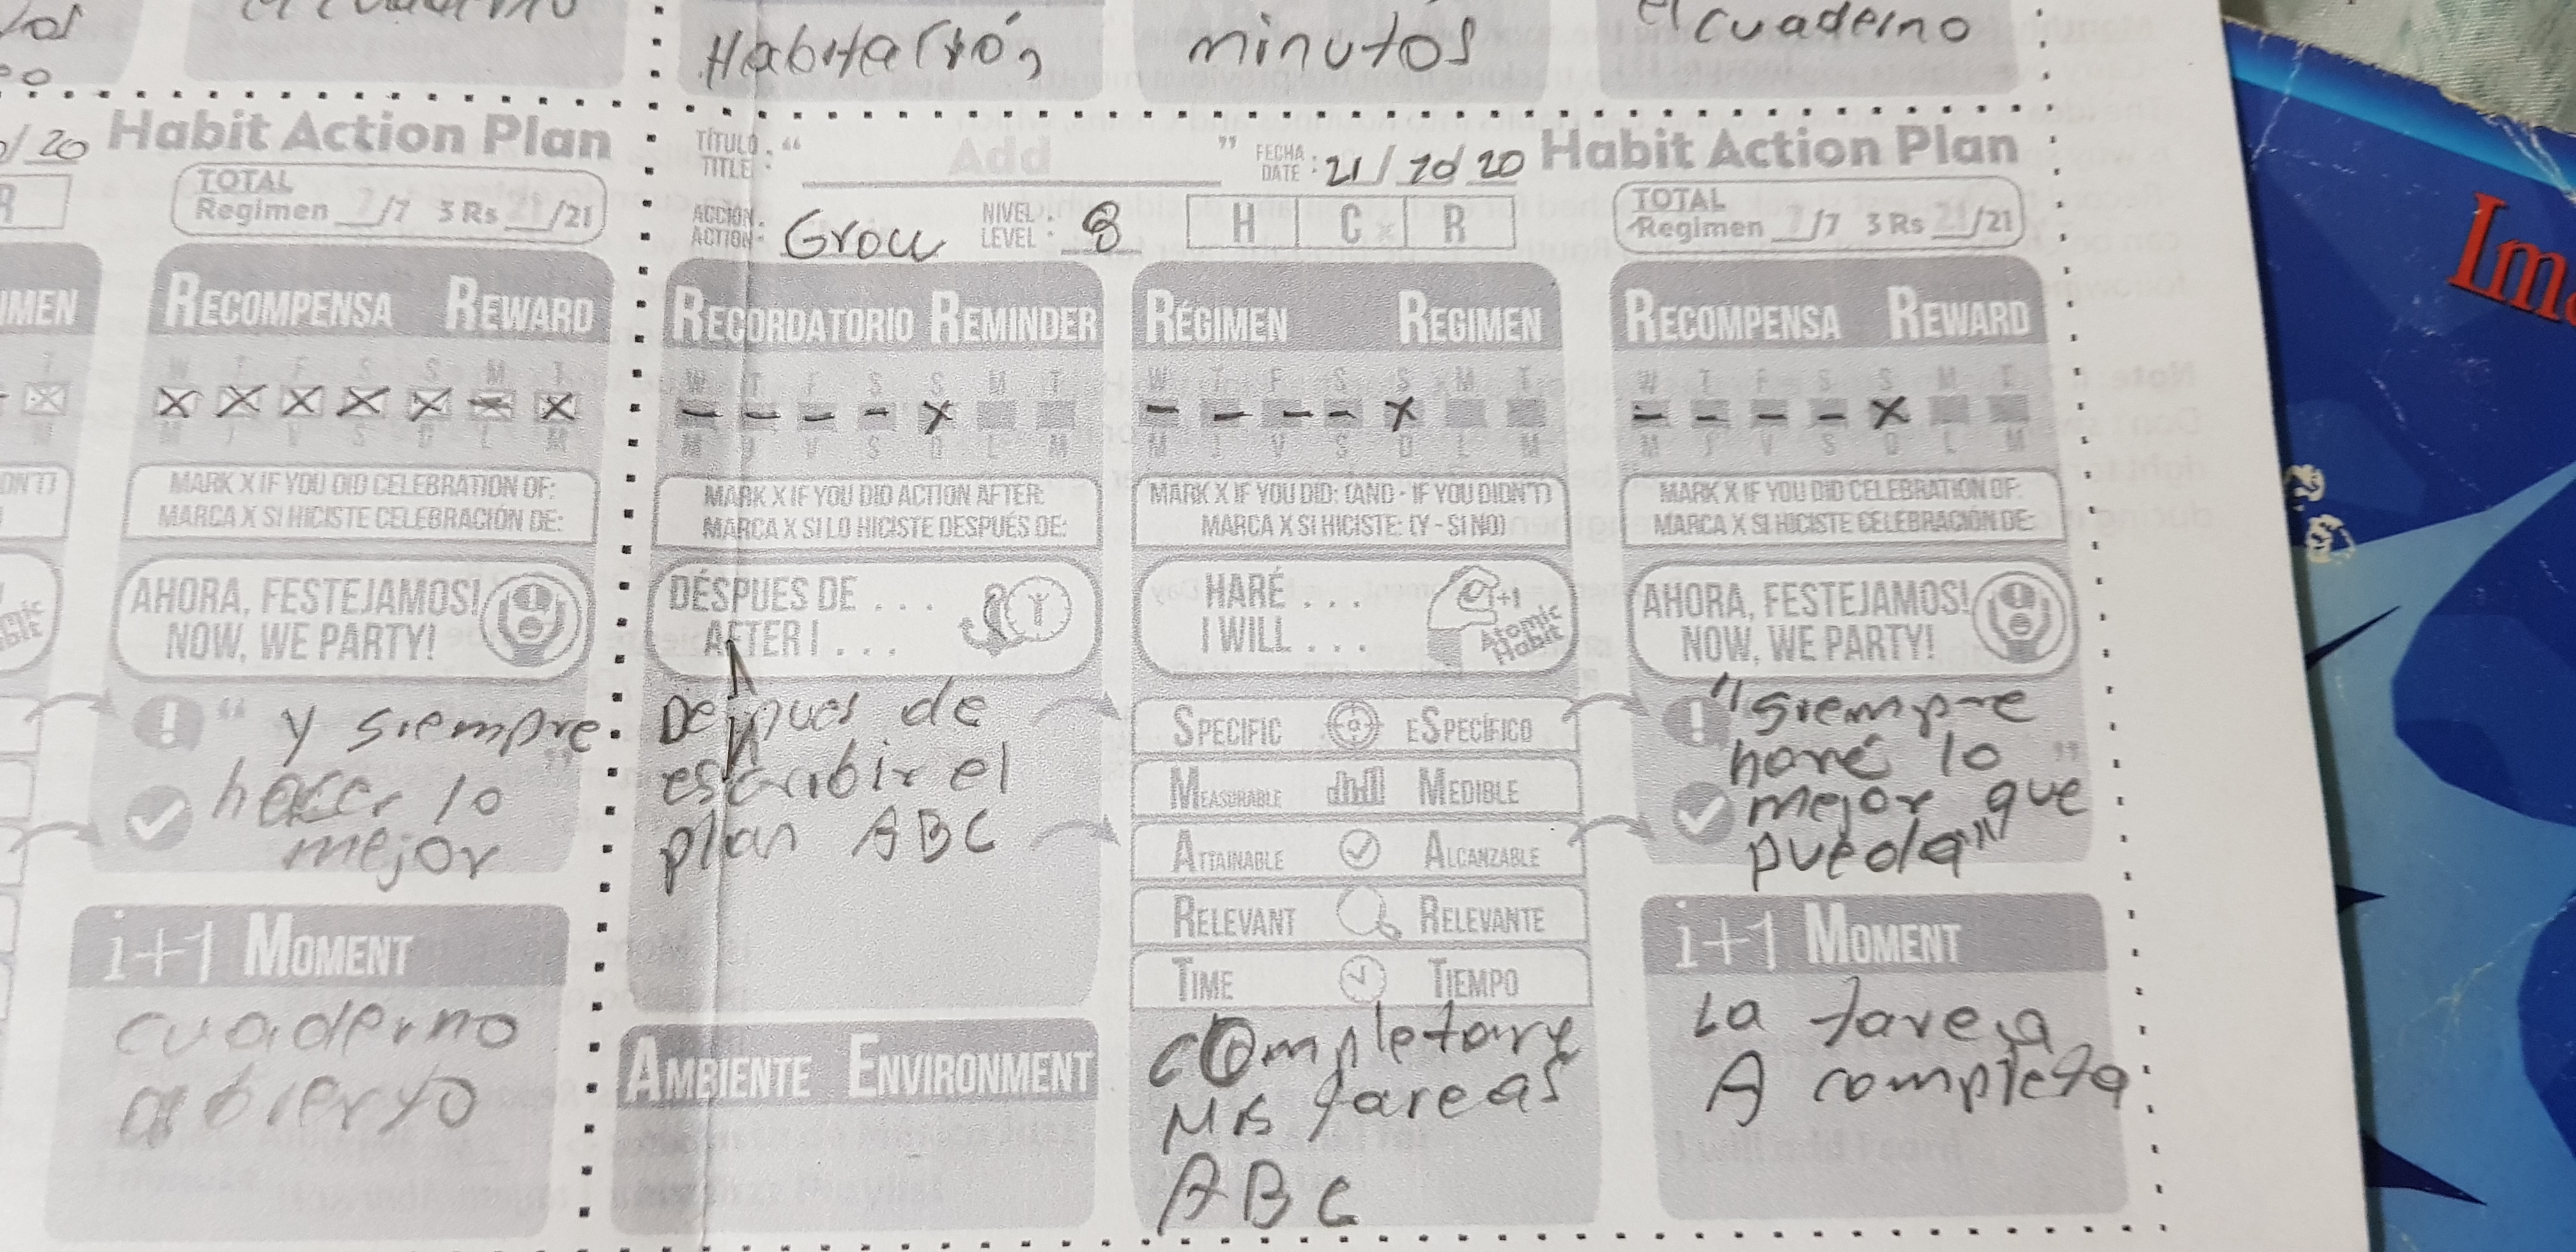 el cuaderno
Habitación
minutos
el cuaderno
/20 Habit Action Plan
R
TOTAL
Regimen 7/7 3 Rs 21/21
RECOMPENSA REWARD
W T F S S M T
X X X X X - X
M J V S D L M
MARK X IF YOU DID CELEBRATION OF:
MARCA X SI HICISTE CELEBRACIÓN DE:
AHORA, FESTEJAMOS!
NOW, WE PARTY!
" y siempre
hacer lo "
mejor
i+1 MOMENT
cuaderno
abierto
TÍTULO
TITLE : " Add " FECHA
DATE : 21/10/20 Habit Action Plan
ACCIÓN
ACTION : Grow NIVEL
LEVEL : 8 H C R
TOTAL
Regimen 7/7 3 Rs 21/21
RECORDATORIO REMINDER
W T F S S M T
- - - - X
M J V S D L M
MARK X IF YOU DID ACTION AFTER:
MARCA X SI LO HICISTE DESPUÉS DE:
DÉSPUES DE . . .
AFTER I . . .
Despues de
escribir el
plan ABC
AMBIENTE ENVIRONMENT
RÉGIMEN REGIMEN
W T F S S M T
- - - - X
M J V S D L M
MARK X IF YOU DID: (AND - IF YOU DIDN'T)
MARCA X SI HICISTE: (Y - SI NO)
HARÉ . . .
I WILL . . .
+1
Atomic
Habit
SPECIFIC ESPECÍFICO
MEASURABLE MEDIBLE
ATTAINABLE ALCANZABLE
RELEVANT RELEVANTE
TIME TIEMPO
completare
Mis tareas
ABC
RECOMPENSA REWARD
W T F S S M T
- - - - X
M J V S D L M
MARK X IF YOU DID CELEBRATION OF:
MARCA X SI HICISTE CELEBRACIÓN DE:
AHORA, FESTEJAMOS!
NOW, WE PARTY!
"siempre
haré lo "
mejor que
pueda"
i+1 MOMENT
La tarea
A completa